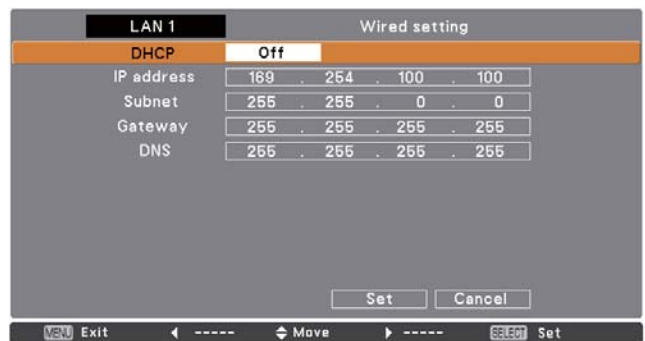 LAN 1 Wired setting
DHCP Off
IP address 169 . 254 . 100 . 100
Subnet 255 . 255 . 0 . 0
Gateway 255 . 255 . 255 . 255
DNS 255 . 255 . 255 . 255
Set Cancel
MENU Exit ◀ ----- Move ▶ ----- SELECT Set